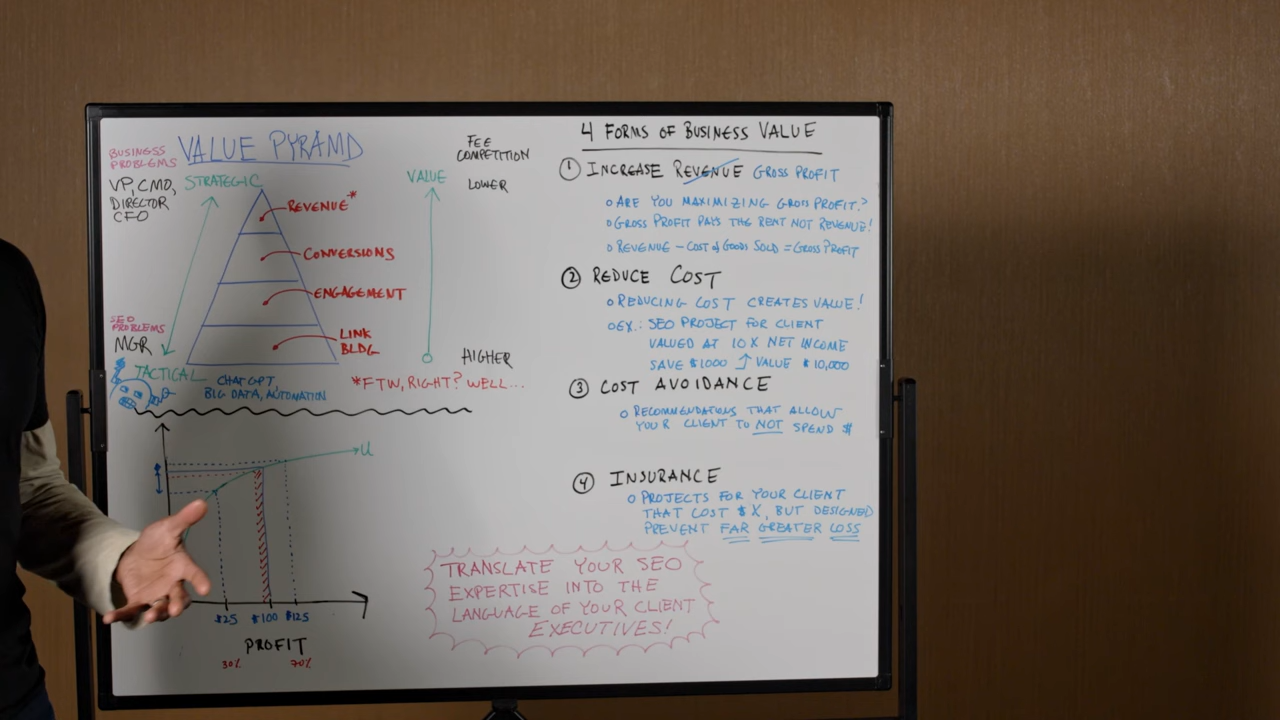 VALUE PYRAMD
BUSINESS
PROBLEMS
VP, CMO,
DIRECTOR
CFO
STRATEGIC
REVENUE*
CONVERSIONS
ENGAGEMENT
LINK
BLDG
SEO
PROBLEMS
MGR
TACTICAL
CHATGPT,
BIG DATA, AUTOMATION
FEE
COMPETITION
VALUE
LOWER
HIGHER
*FTW, RIGHT? WELL...
U
$25
$100
$125
PROFIT
30%
70%
4 FORMS OF BUSINESS VALUE
1 INCREASE REVENUE GROSS PROFIT
ARE YOU MAXIMIZING GROSS PROFIT?
GROSS PROFIT PAYS THE RENT NOT REVENUE!
REVENUE - COST of GOODS SOLD = GROSS PROFIT
2 REDUCE COST
REDUCING COST CREATES VALUE!
EX.: SEO PROJECT FOR CLIENT
VALUED AT 10X NET INCOME
SAVE $1000 ↑ VALUE $10,000
3 COST AVOIDANCE
RECOMMENDATIONS THAT ALLOW
YOUR CLIENT TO NOT SPEND $
4 INSURANCE
PROJECTS FOR YOUR CLIENT
THAT COST $X, BUT DESIGNED
PREVENT FAR GREATER LOSS
TRANSLATE YOUR SEO
EXPERTISE INTO THE
LANGUAGE OF YOUR CLIENT
EXECUTIVES!